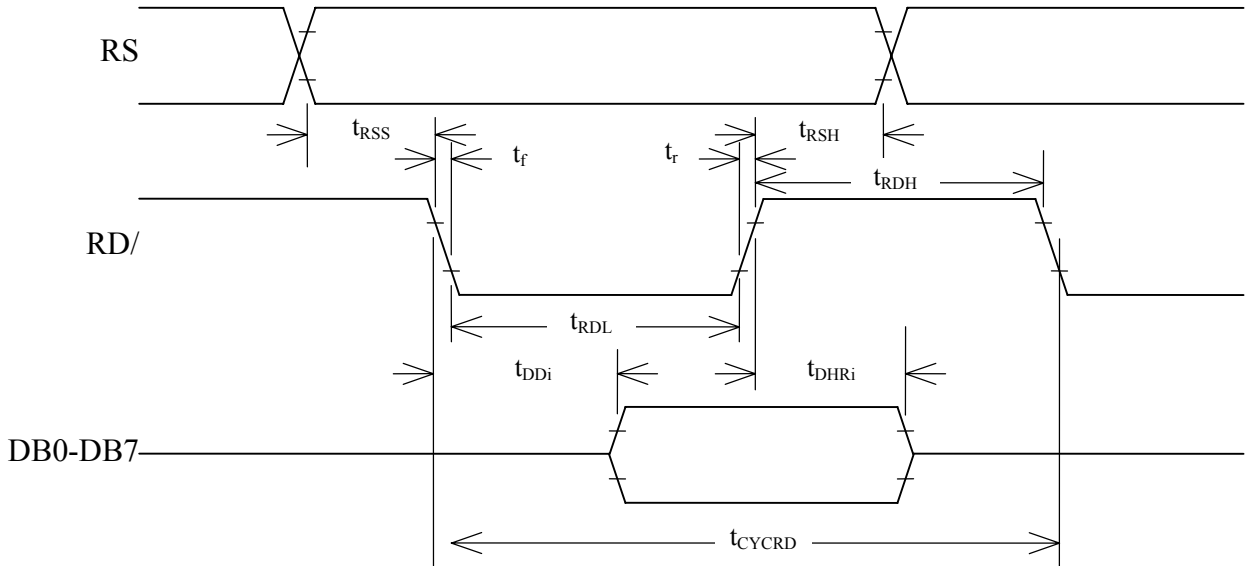 RS
tRSS
tRSH
tf
tr
tRDH
RD/
tRDL
tDDi
tDHRi
DB0-DB7
tCYCRD